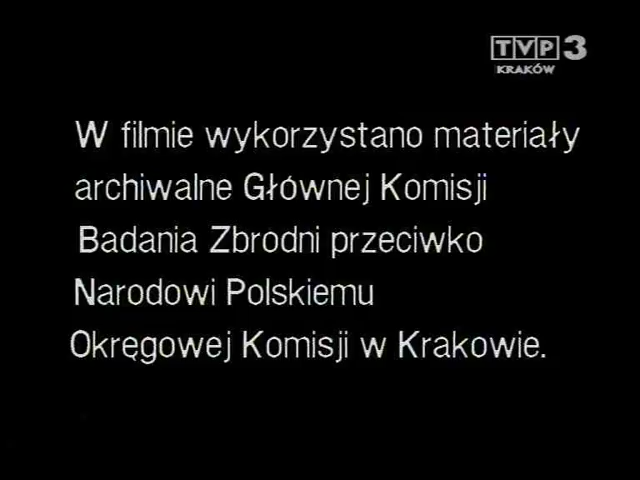 TVP3
KRAKÓW
W filmie wykorzystano materiały
archiwalne Głównej Komisji
Badania Zbrodni przeciwko
Narodowi Polskiemu
Okręgowej Komisji w Krakowie.